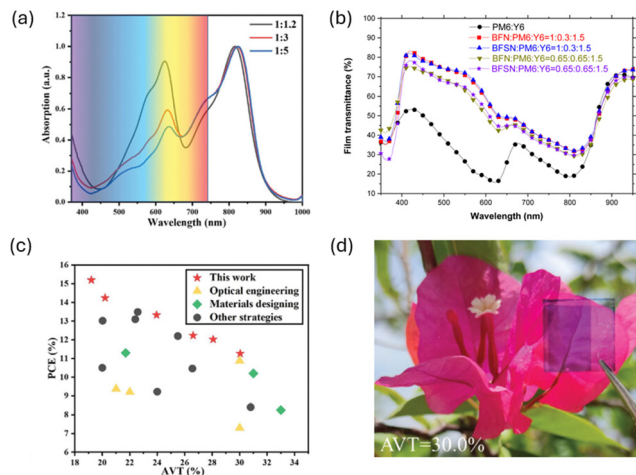 (a)
1.0
0.8
0.6
0.4
0.2
0.0
Absorption (a.u.)
1:1.2
1:3
1:5
400 500 600 700 800 900 1000
Wavelength (nm)
(b)
100
90
80
70
60
50
40
30
20
10
Film transmittance (%)
PM6:Y6
BFN:PM6:Y6=1:0.3:1.5
BFSN:PM6:Y6=1:0.3:1.5
BFN:PM6:Y6=0.65:0.65:1.5
BFSN:PM6:Y6=0.65:0.65:1.5
400 500 600 700 800 900
Wavelength (nm)
(c)
16
15
14
13
12
11
10
9
8
7
6
PCE (%)
This work
Optical engineering
Materials designing
Other strategies
20 22 24 26 28 30 32 34
AVT (%)
(d)
AVT=30.0%